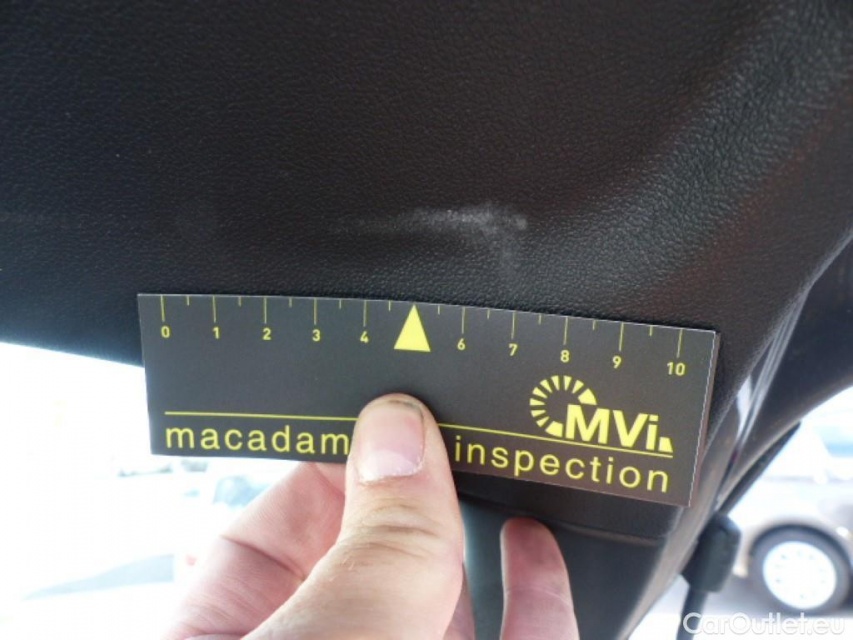 0 1 2 3 4 6 7 8 9 10
MVi
macadam inspection
CarOutlet.eu